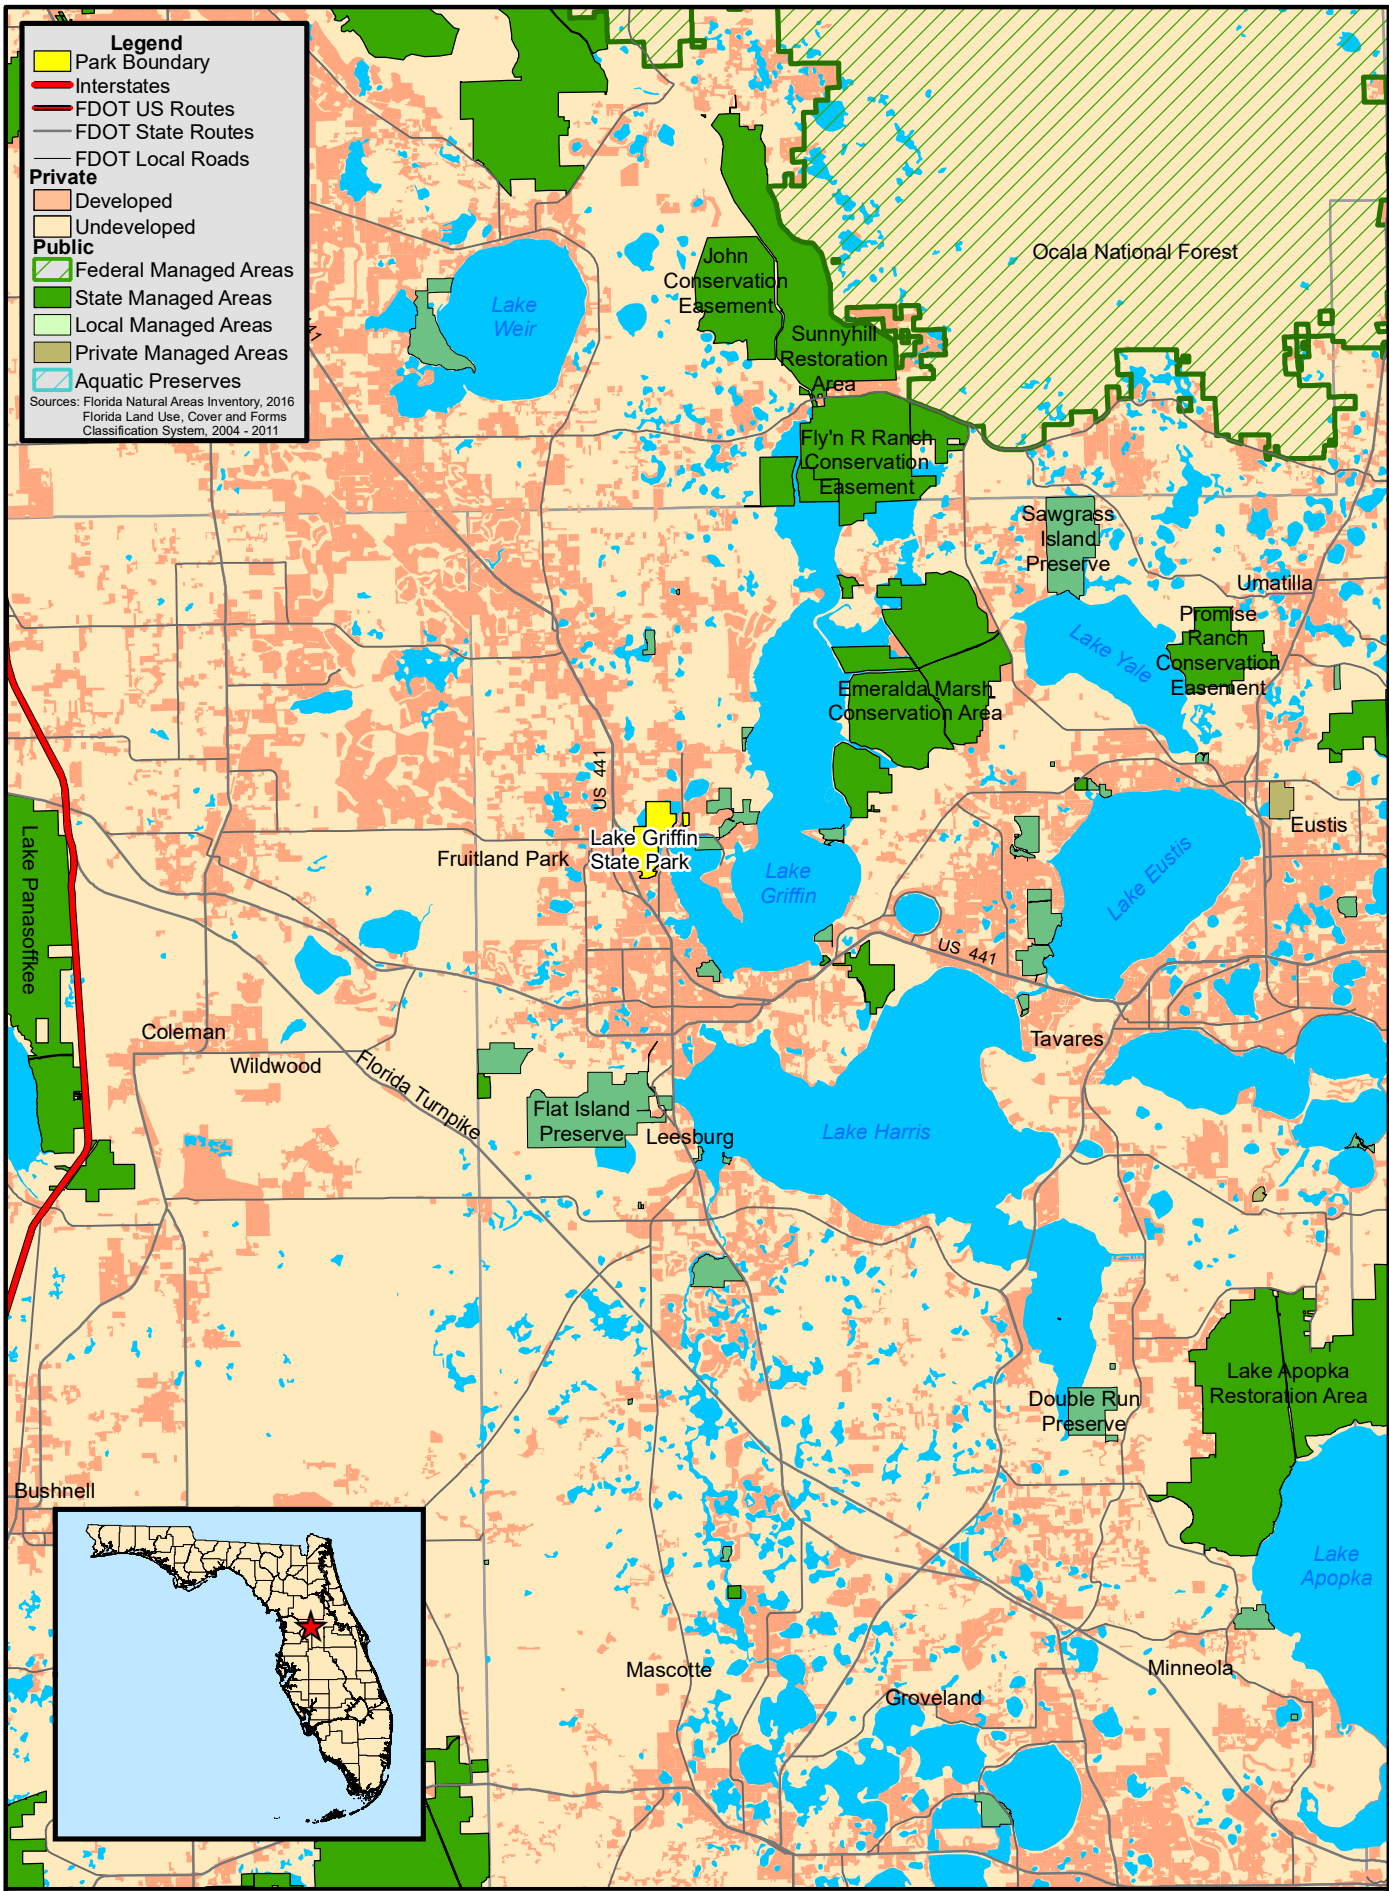 Legend
Park Boundary
Interstates
FDOT US Routes
FDOT State Routes
FDOT Local Roads
Private
Developed
Undeveloped
Public
Federal Managed Areas
State Managed Areas
Local Managed Areas
Private Managed Areas
Aquatic Preserves
Sources: Florida Natural Areas Inventory, 2016
Florida Land Use, Cover and Forms
Classification System, 2004 - 2011
Ocala National Forest
John
Conservation
Easement
Lake
Weir
Sunnyhill
Restoration
Area
Fly'n R Ranch
Conservation
Easement
Sawgrass
Island
Preserve
Umatilla
Promise
Ranch
Conservation
Easement
Lake Yale
Emeralda Marsh
Conservation Area
US 441
Lake Griffin
State Park
Fruitland Park
Lake
Griffin
Lake Eustis
Eustis
Lake Panasoffkee
US 441
Coleman
Wildwood
Florida Turnpike
Tavares
Flat Island
Preserve
Leesburg
Lake Harris
Lake Apopka
Restoration Area
Double Run
Preserve
Bushnell
Lake
Apopka
Mascotte
Minneola
Groveland